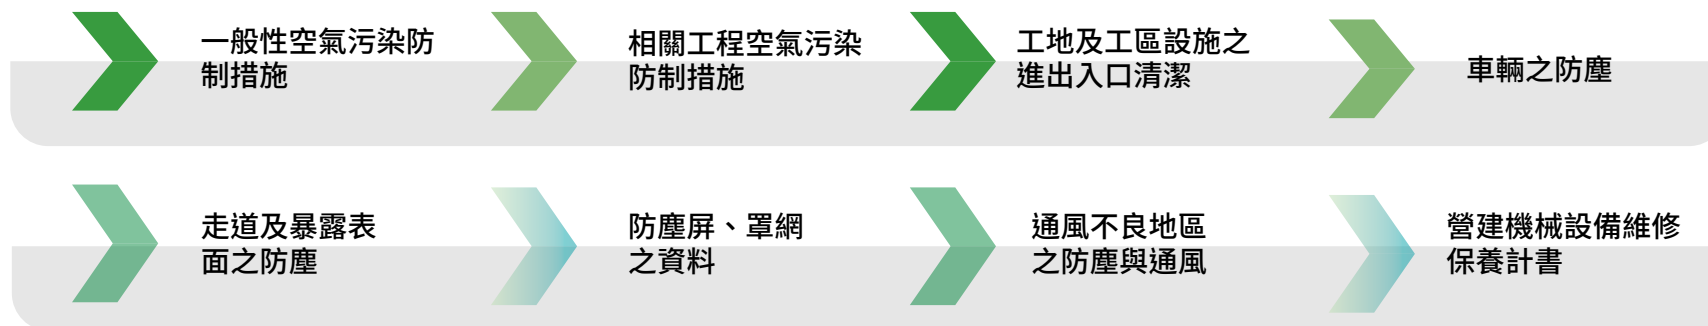 一般性空氣污染防
制措施
相關工程空氣污染
防制措施
工地及工區設施之
進出入口清潔
車輛之防塵
走道及暴露表
面之防塵
防塵屏、罩網
之資料
通風不良地區
之防塵與通風
營建機械設備維修
保養計書